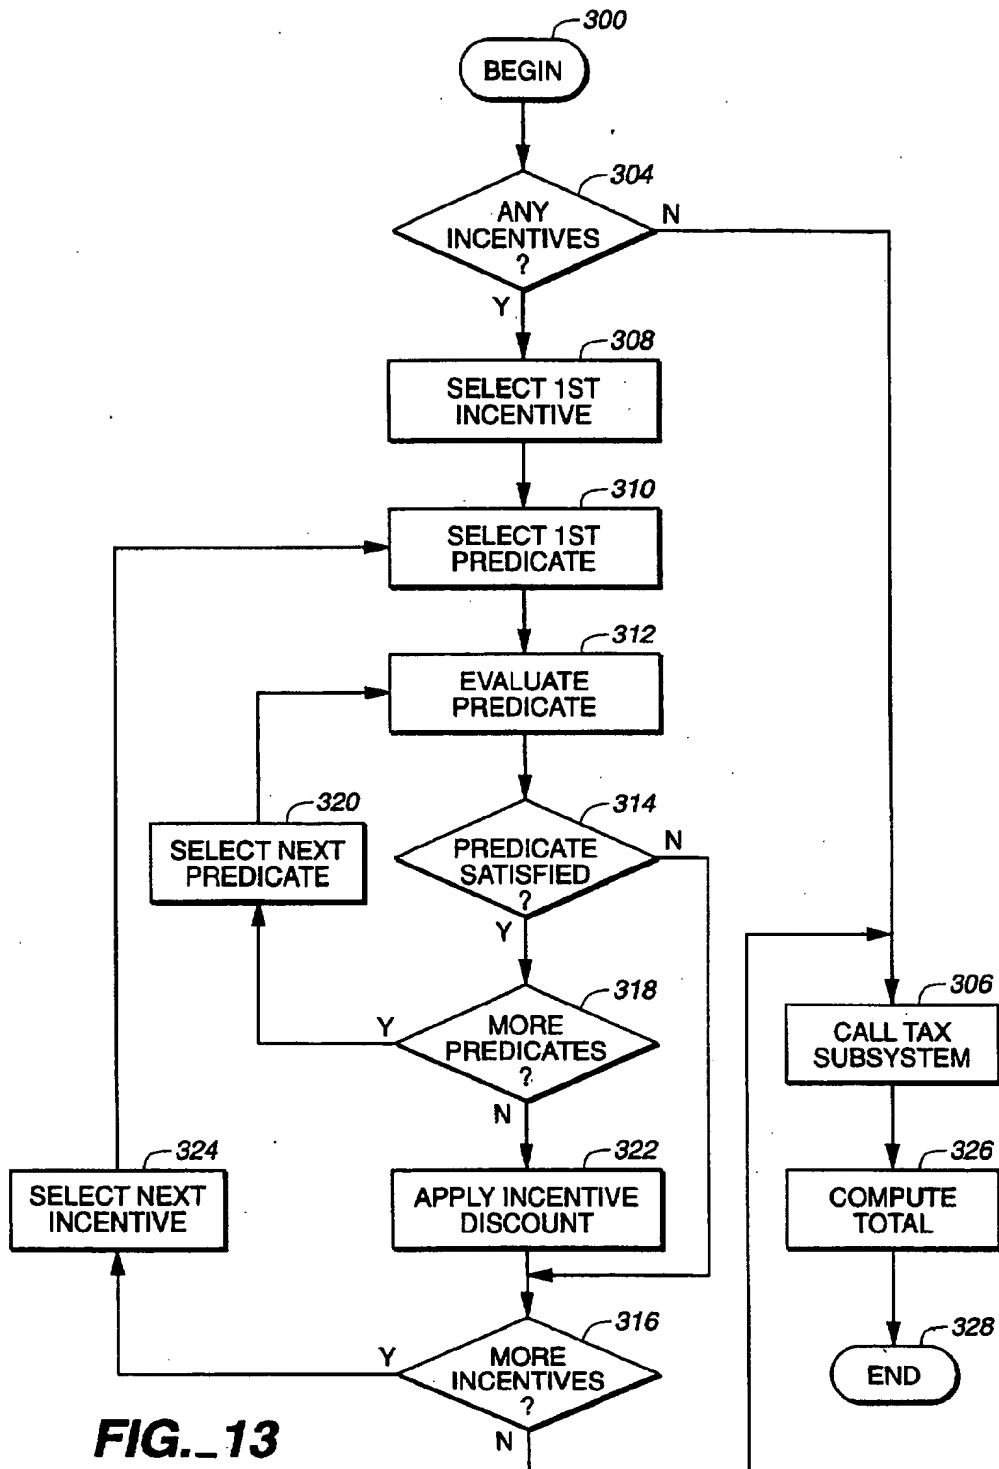 300
BEGIN
304
ANY
INCENTIVES
?
N
Y
308
SELECT 1ST
INCENTIVE
310
SELECT 1ST
PREDICATE
312
EVALUATE
PREDICATE
320
SELECT NEXT
PREDICATE
314
PREDICATE
SATISFIED
?
N
Y
318
MORE
PREDICATES
?
Y
N
306
CALL TAX
SUBSYSTEM
324
SELECT NEXT
INCENTIVE
322
APPLY INCENTIVE
DISCOUNT
326
COMPUTE
TOTAL
316
MORE
INCENTIVES
?
Y
N
328
END
FIG._13